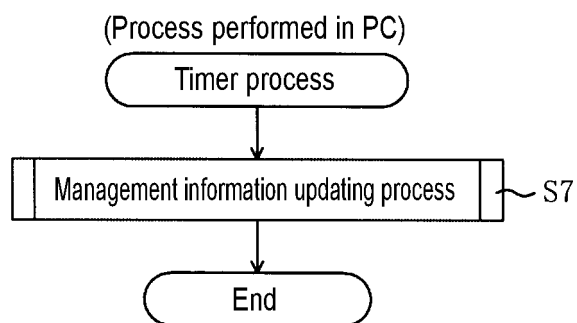 (Process performed in PC)
Timer process
Management information updating process
S7
End